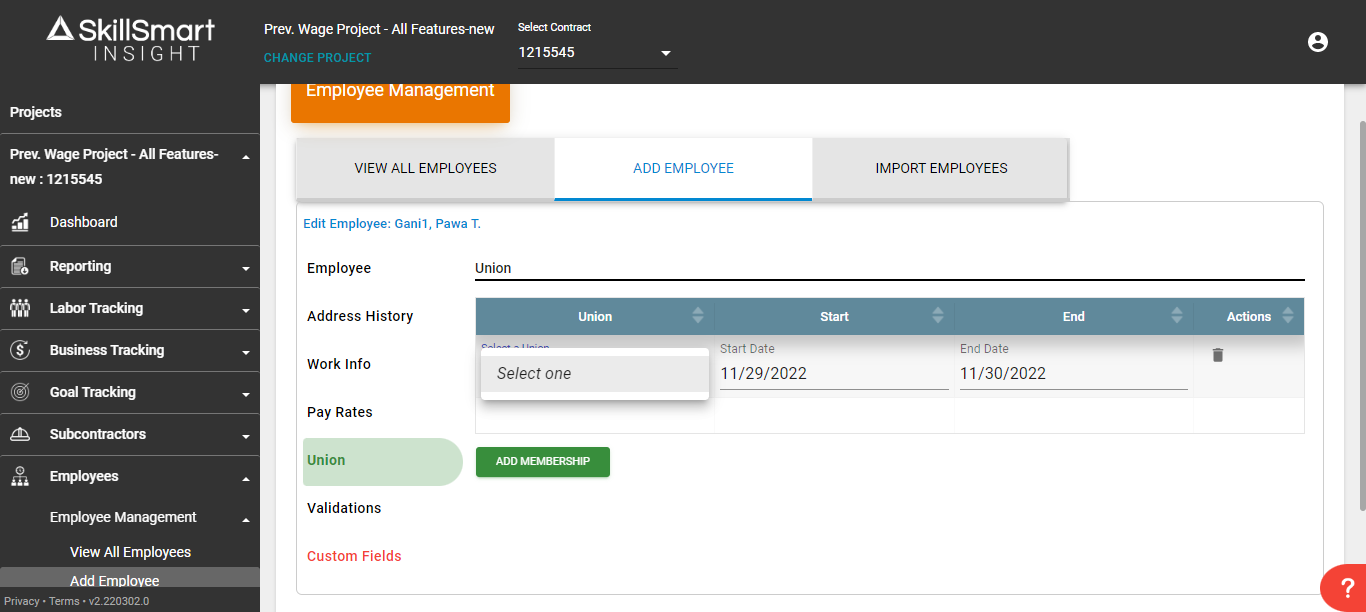 SkillSmart
INSIGHT
Prev. Wage Project - All Features-new
CHANGE PROJECT
Select Contract
1215545
Projects
Prev. Wage Project - All Features-
new : 1215545
Dashboard
Reporting
Labor Tracking
Business Tracking
Goal Tracking
Subcontractors
Employees
Employee Management
View All Employees
Add Employee
Privacy • Terms • v2.220302.0
Employee Management
VIEW ALL EMPLOYEES
ADD EMPLOYEE
IMPORT EMPLOYEES
Edit Employee: Gani1, Pawa T.
Employee
Address History
Work Info
Pay Rates
Union
Validations
Custom Fields
Union
Union Start End Actions
Select a Union
Select one
Start Date
11/29/2022
End Date
11/30/2022
ADD MEMBERSHIP
?